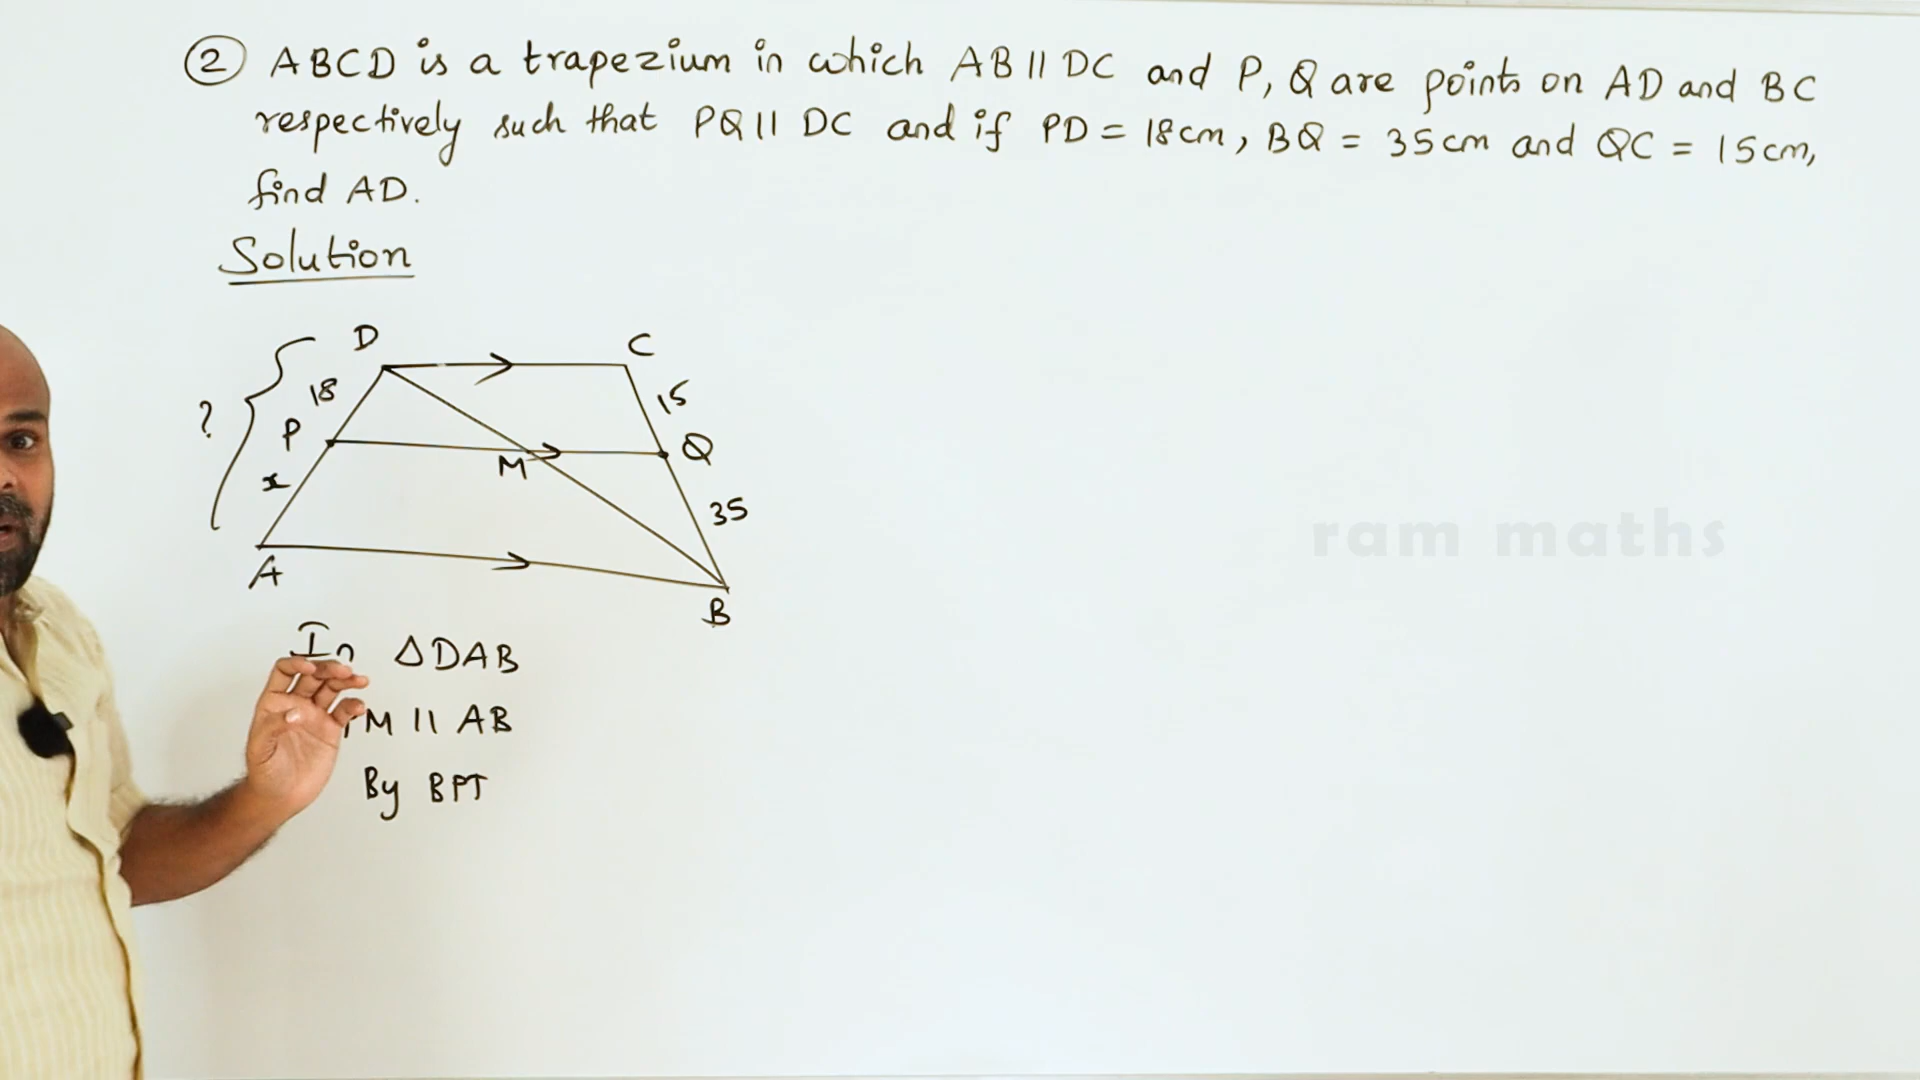 2 ABCD is a trapezium in which AB || DC and P, Q are points on AD and BC
respectively such that PQ || DC and if PD = 18cm, BQ = 35cm and QC = 15cm,
find AD.
Solution
D
C
18
15
?
P
Q
M
x
35
A
B
In ΔDAB
M || AB
By BPT
ram maths